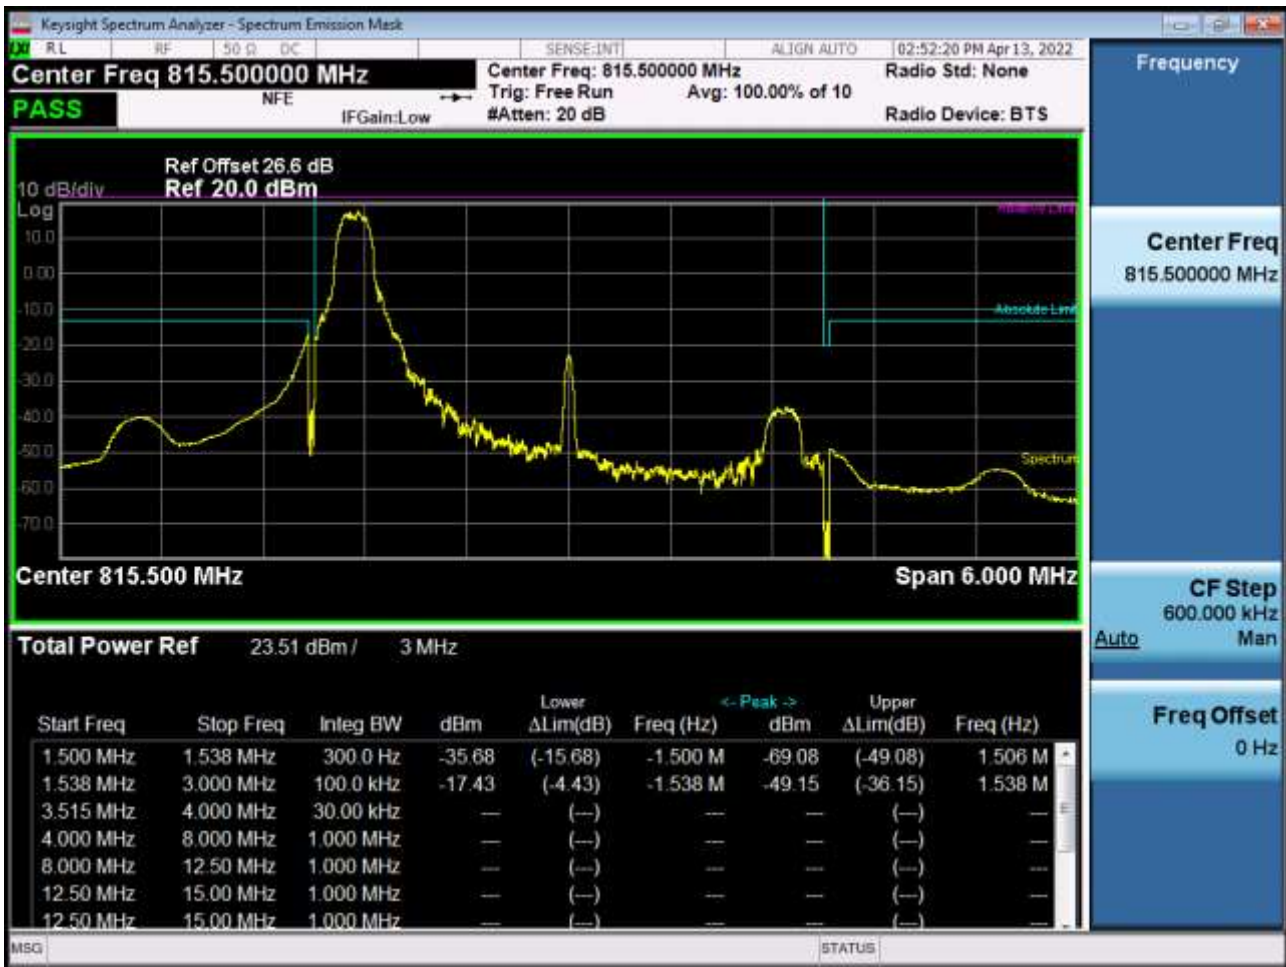 Keysight Spectrum Analyzer - Spectrum Emission Mask
RL RF 50 Ω DC SENSE:INT ALIGN AUTO 02:52:20 PM Apr 13, 2022
Center Freq 815.500000 MHz
Center Freq: 815.500000 MHz Radio Std: None
Trig: Free Run Avg: 100.00% of 10
PASS NFE IFGain:Low #Atten: 20 dB Radio Device: BTS
Ref Offset 26.6 dB
10 dB/div Ref 20.0 dBm
Log
Relative Limit
10.0
0.00
-10.0 Absolute Limit
-20.0
-30.0
-40.0
-50.0 Spectrum
-60.0
-70.0
Center 815.500 MHz Span 6.000 MHz
Total Power Ref 23.51 dBm / 3 MHz
Lower <- Peak -> Upper
Start Freq Stop Freq Integ BW dBm ΔLim(dB) Freq (Hz) dBm ΔLim(dB) Freq (Hz)
1.500 MHz 1.538 MHz 300.0 Hz -35.68 (-15.68) -1.500 M -69.08 (-49.08) 1.506 M
1.538 MHz 3.000 MHz 100.0 kHz -17.43 (-4.43) -1.538 M -49.15 (-36.15) 1.538 M
3.515 MHz 4.000 MHz 30.00 kHz --- (---) --- --- (---) ---
4.000 MHz 8.000 MHz 1.000 MHz --- (---) --- --- (---) ---
8.000 MHz 12.50 MHz 1.000 MHz --- (---) --- --- (---) ---
12.50 MHz 15.00 MHz 1.000 MHz --- (---) --- --- (---) ---
12.50 MHz 15.00 MHz 1.000 MHz --- (---) --- --- (---) ---
MSG STATUS
Frequency
Center Freq
815.500000 MHz
CF Step
600.000 kHz
Auto Man
Freq Offset
0 Hz